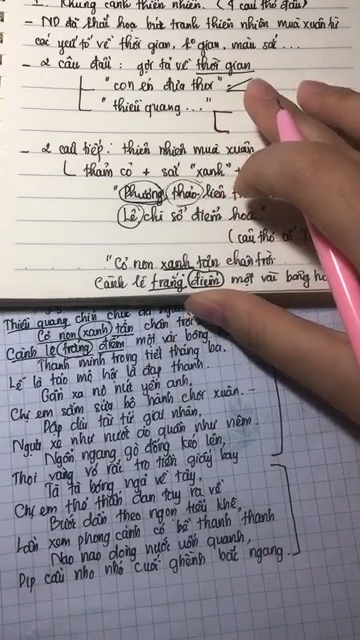 1. Khung cảnh thiên nhiên. (4 câu thơ đầu)
- ND đã khái họa bức tranh thiên nhiên mùa xuân từ
các yếu tố về thời gian, ko gian, màu sắc...
- 2 câu đầu: gợi tả về thời gian
"con én đưa thoi"
"thiều quang..."
- 2 câu tiếp: thiên nhiên mùa xuân
thảm cỏ + sắc "xanh" +
"Phương thảo liên
Lê chi sổ điểm hoa"
(câu thơ cổ
"Cỏ non xanh tận chân trời
Cành lê trắng điểm một vài bông
Thiều quang chín chục đã ngoài
Cỏ non xanh tận chân trời
Cành lê trắng điểm một vài bông
Thanh minh trong tiết tháng ba.
Lễ là tảo mộ hội là đạp thanh.
Gần xa nô nức yến anh,
Chị em sắm sửa bộ hành chơi xuân.
Dập dìu tài tử giai nhân,
Ngựa xe như nước áo quần như nêm.
Ngổn ngang gò đống kéo lên,
Thoi vàng vó rắc tro tiền giấy bay
Tà tà bóng ngả về tây,
Chị em thơ thẩn dan tay ra về
Bước dần theo ngọn tiểu khê,
Lần xem phong cảnh có bề thanh thanh
Nao nao dòng nước uốn quanh,
Dịp cầu nho nhỏ cuối ghềnh bắc ngang.